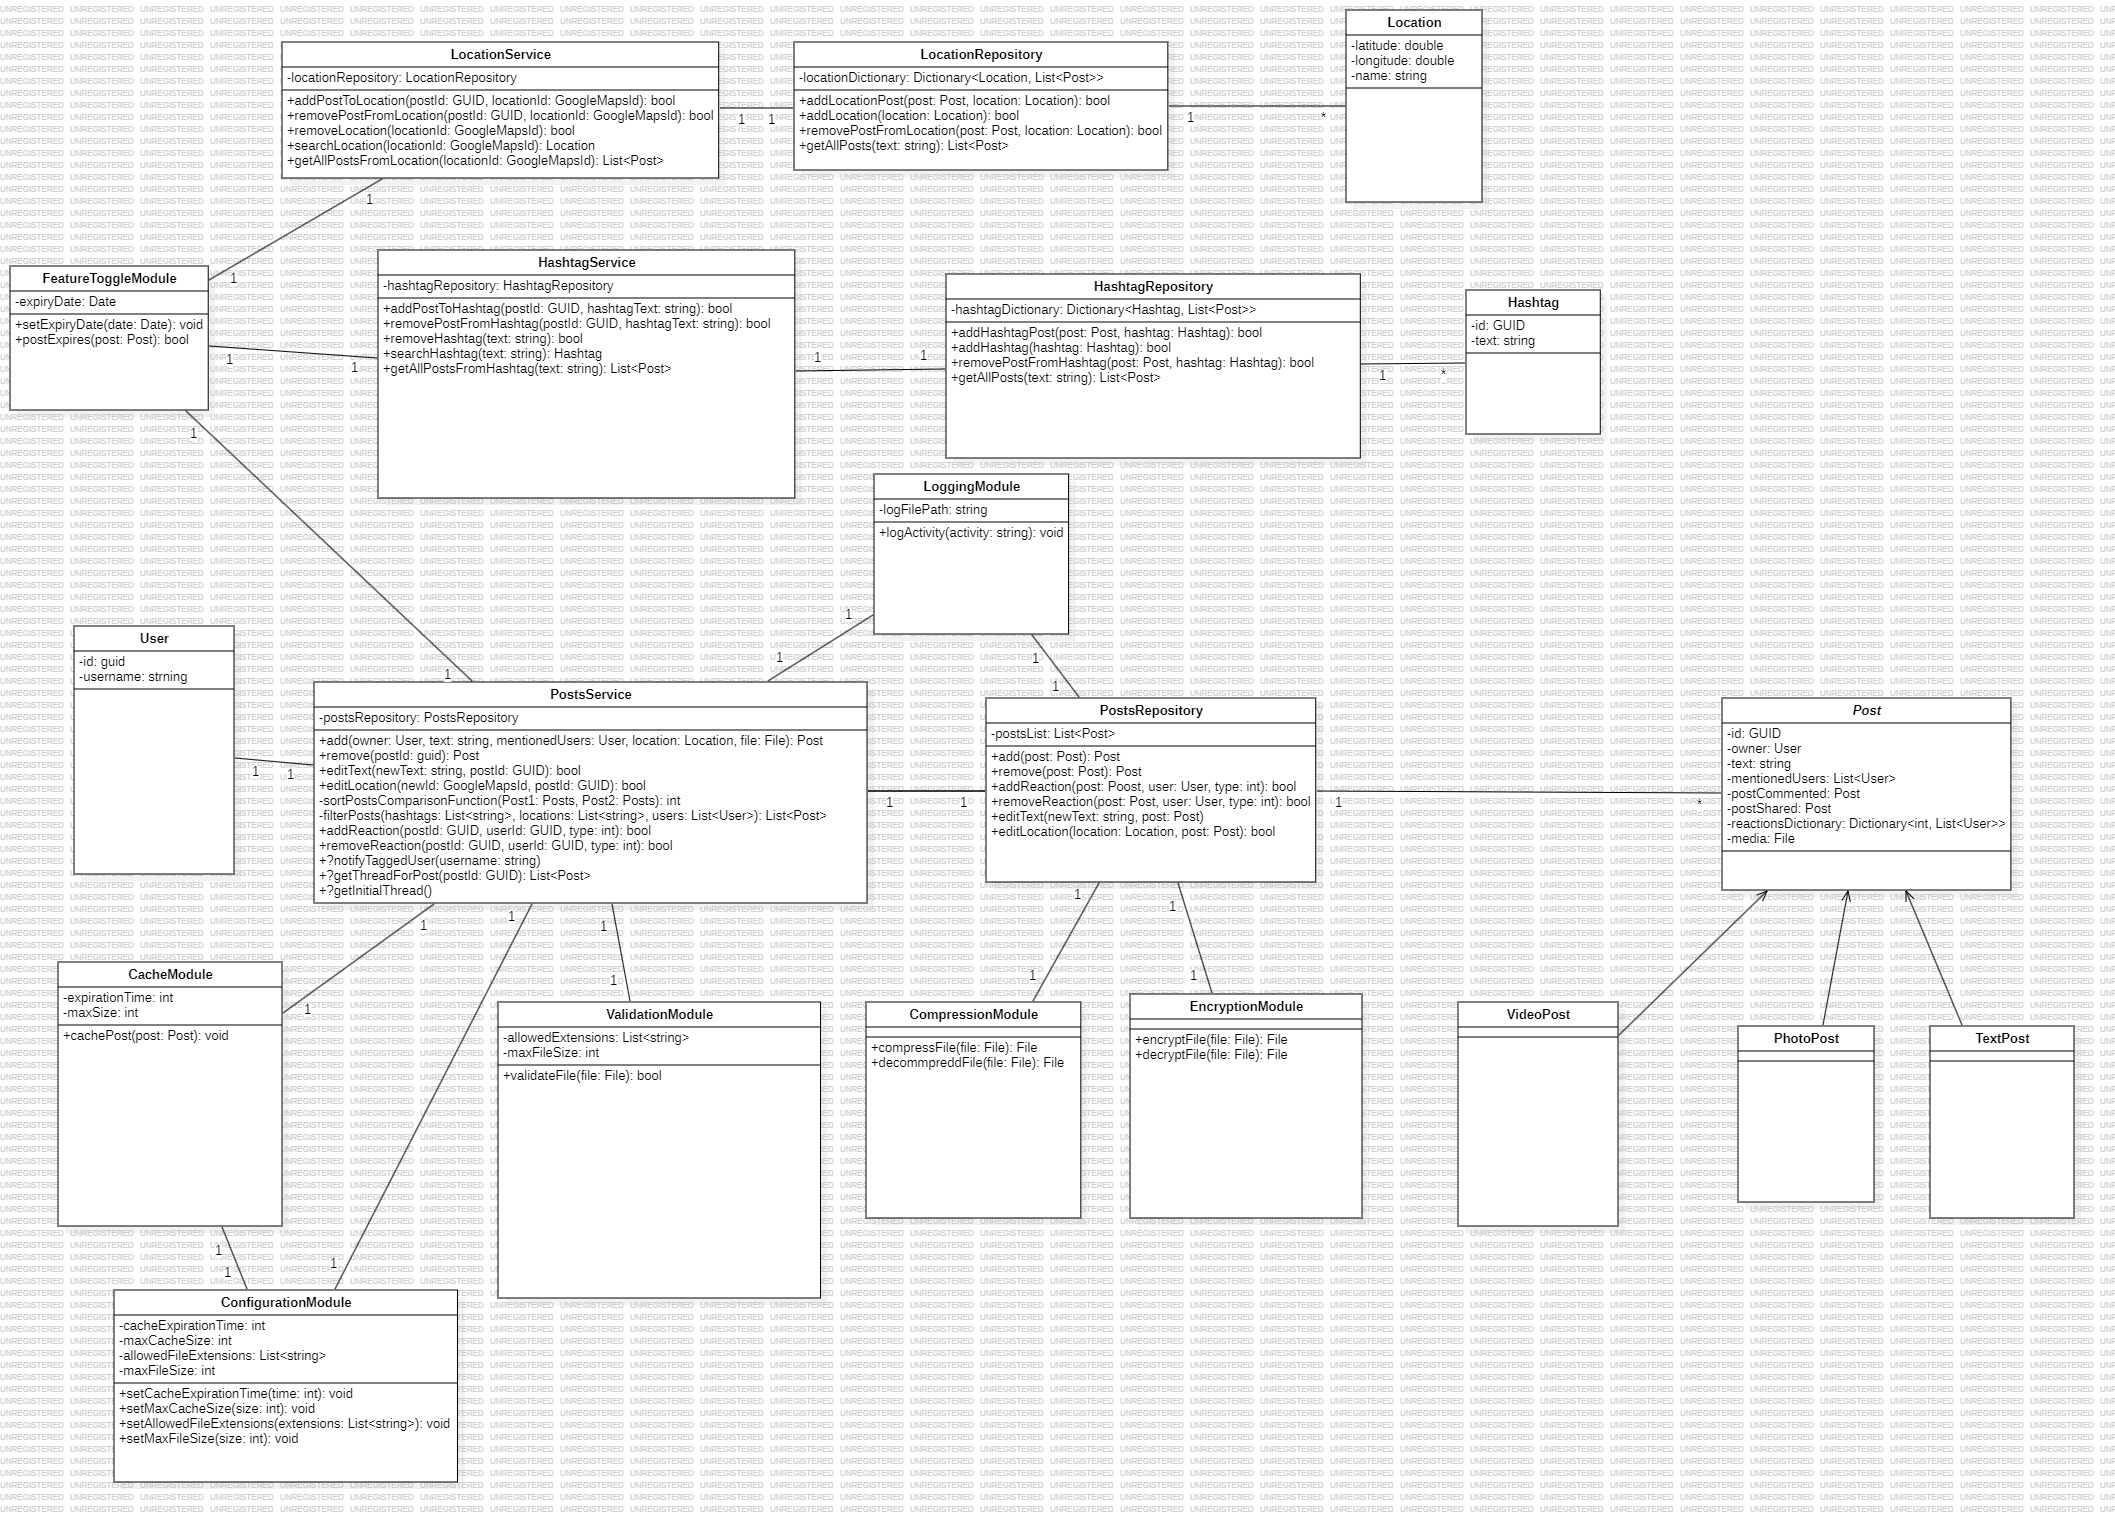 Location
-latitude: double
-longitude: double
-name: string
LocationService
-locationRepository: LocationRepository
+addPostToLocation(postId: GUID, locationId: GoogleMapsId): bool
+removePostFromLocation(postId: GUID, locationId: GoogleMapsId): bool
+removeLocation(locationId: GoogleMapsId): bool
+searchLocation(locationId: GoogleMapsId): Location
+getAllPostsFromLocation(locationId: GoogleMapsId): List<Post>
1
1
LocationRepository
-locationDictionary: Dictionary<Location, List<Post>>
+addLocationPost(post: Post, location: Location): bool
+addLocation(location: Location): bool
+removePostFromLocation(post: Post, location: Location): bool
+getAllPosts(text: string): List<Post>
1
*
1
1
FeatureToggleModule
-expiryDate: Date
+setExpiryDate(date: Date): void
+postExpires(post: Post): bool
1
1
HashtagService
-hashtagRepository: HashtagRepository
+addPostToHashtag(postId: GUID, hashtagText: string): bool
+removePostFromHashtag(postId: GUID, hashtagText: string): bool
+removeHashtag(text: string): bool
+searchHashtag(text: string): Hashtag
+getAllPostsFromHashtag(text: string): List<Post>
1
1
HashtagRepository
-hashtagDictionary: Dictionary<Hashtag, List<Post>>
+addHashtagPost(post: Post, hashtag: Hashtag): bool
+addHashtag(hashtag: Hashtag): bool
+removePostFromHashtag(post: Post, hashtag: Hashtag): bool
+getAllPosts(text: string): List<Post>
1
*
Hashtag
-id: GUID
-text: string
1
1
LoggingModule
-logFilePath: string
+logActivity(activity: string): void
1
1
1
1
User
-id: guid
-username: strning
1
1
PostsService
-postsRepository: PostsRepository
+add(owner: User, text: string, mentionedUsers: User, location: Location, file: File): Post
+remove(postId: guid): Post
+editText(newText: string, postId: GUID): bool
+editLocation(newId: GoogleMapsId, postId: GUID): bool
-sortPostsComparisonFunction(Post1: Posts, Post2: Posts): int
-filterPosts(hashtags: List<string>, locations: List<string>, users: List<User>): List<Post>
+addReaction(postId: GUID, userId: GUID, type: int): bool
+removeReaction(postId: GUID, userId: GUID, type: int): bool
+?notifyTaggedUser(username: string)
+?getThreadForPost(postId: GUID): List<Post>
+?getInitialThread()
1
1
PostsRepository
-postsList: List<Post>
+add(post: Post): Post
+remove(post: Post): Post
+addReaction(post: Poost, user: User, type: int): bool
+removeReaction(post: Post, user: User, type: int): bool
+editText(newText: string, post: Post)
+editLocation(location: Location, post: Post): bool
1
*
Post
-id: GUID
-owner: User
-text: string
-mentionedUsers: List<User>
-postCommented: Post
-postShared: Post
-reactionsDictionary: Dictionary<int, List<User>>
-media: File
1
1
1
1
1
1
1
1
1
1
CacheModule
-expirationTime: int
-maxSize: int
+cachePost(post: Post): void
ValidationModule
-allowedExtensions: List<string>
-maxFileSize: int
+validateFile(file: File): bool
CompressionModule
+compressFile(file: File): File
+decommpreddFile(file: File): File
EncryptionModule
+encryptFile(file: File): File
+decryptFile(file: File): File
VideoPost
PhotoPost
TextPost
1
1
ConfigurationModule
-cacheExpirationTime: int
-maxCacheSize: int
-allowedFileExtensions: List<string>
-maxFileSize: int
+setCacheExpirationTime(time: int): void
+setMaxCacheSize(size: int): void
+setAllowedFileExtensions(extensions: List<string>): void
+setMaxFileSize(size: int): void
UNREGISTERED